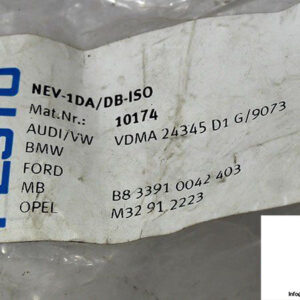 NEV-1DA/DB-ISO
Mat.Nr.: 10174
AUDI/VW VDMA 24345 D1 G/9073
BMW
FORD
MB B8 3391 0042 403
OPEL M32 91 2223